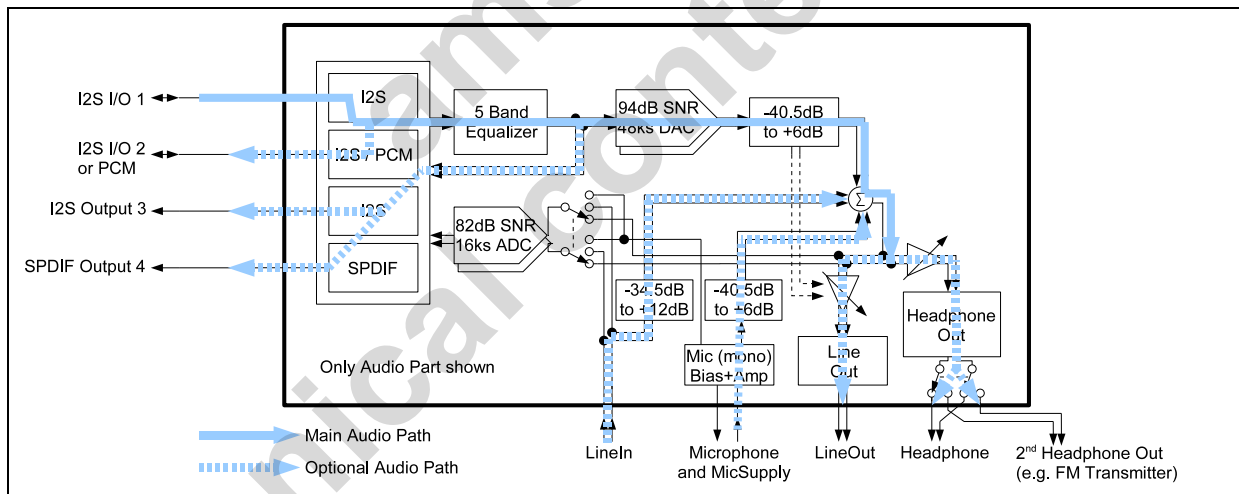 I2S I/O 1
I2S I/O 2
or PCM
I2S Output 3
SPDIF Output 4
I2S
I2S / PCM
I2S
SPDIF
5 Band
Equalizer
94dB SNR
48ks DAC
-40.5dB
to +6dB
Σ
82dB SNR
16ks ADC
-34.5dB
to +12dB
-40.5dB
to +6dB
Mic (mono)
Bias+Amp
Line
Out
Headphone
Out
Only Audio Part shown
Main Audio Path
Optional Audio Path
LineIn
Microphone
and MicSupply
LineOut
Headphone
2nd Headphone Out
(e.g. FM Transmitter)
ams
nical conte